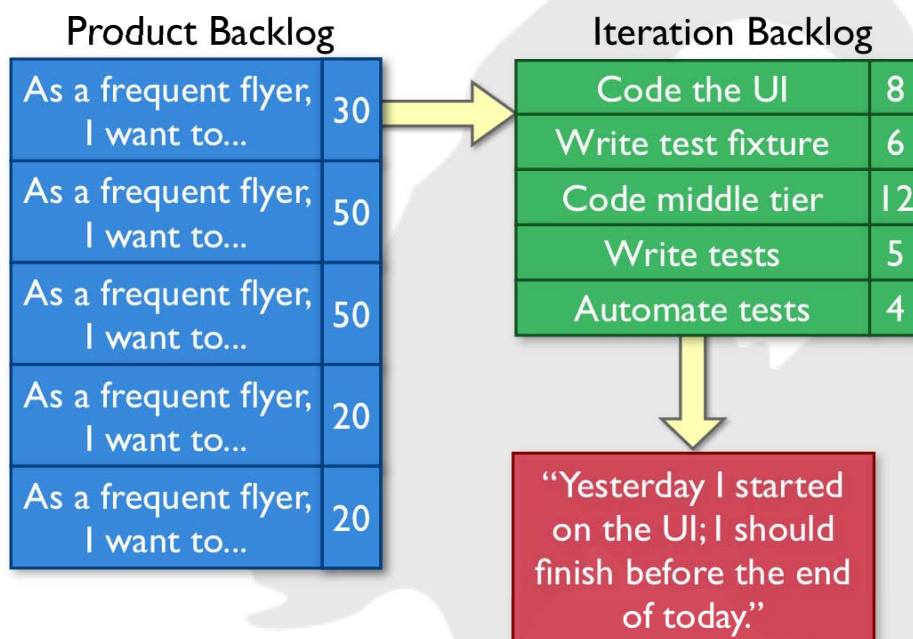 Product Backlog
As a frequent flyer,
I want to...
30
As a frequent flyer,
I want to...
50
As a frequent flyer,
I want to...
50
As a frequent flyer,
I want to...
20
As a frequent flyer,
I want to...
20
Iteration Backlog
Code the UI 8
Write test fixture 6
Code middle tier 12
Write tests 5
Automate tests 4
“Yesterday I started
on the UI; I should
finish before the end
of today.”